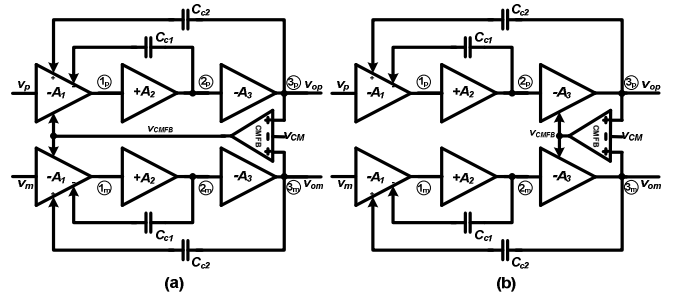 Cc2 Cc2
Cc1 Cc1
vp -A1 1p +A2 2p -A3 3p vop vp -A1 1p +A2 2p -A3 3p vop
vCMFB CMFB vCM vCMFB CMFB vCM
vm -A1 1m +A2 2m -A3 3m vom vm -A1 1m +A2 2m -A3 3m vom
Cc1 Cc1
Cc2 Cc2
(a) (b)